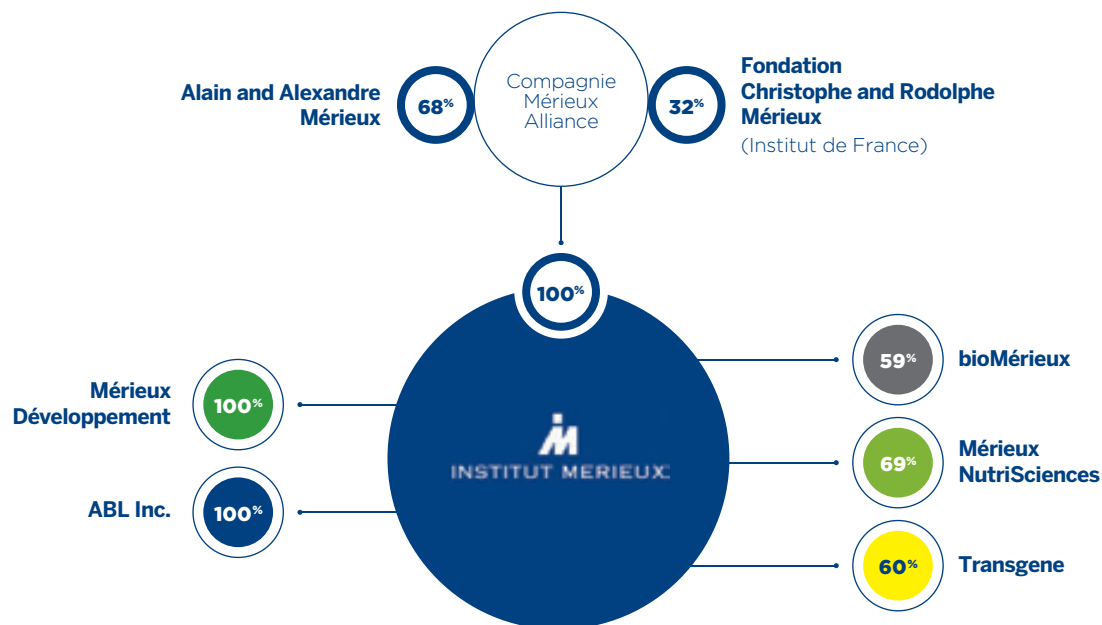 Alain and Alexandre
Mérieux
68%
Compagnie
Mérieux
Alliance
32%
Fondation
Christophe and Rodolphe
Mérieux
(Institut de France)
100%
Mérieux
Développement
100%
ABL Inc.
100%
INSTITUT MERIEUX
59%
bioMérieux
69%
Mérieux
NutriSciences
60%
Transgene